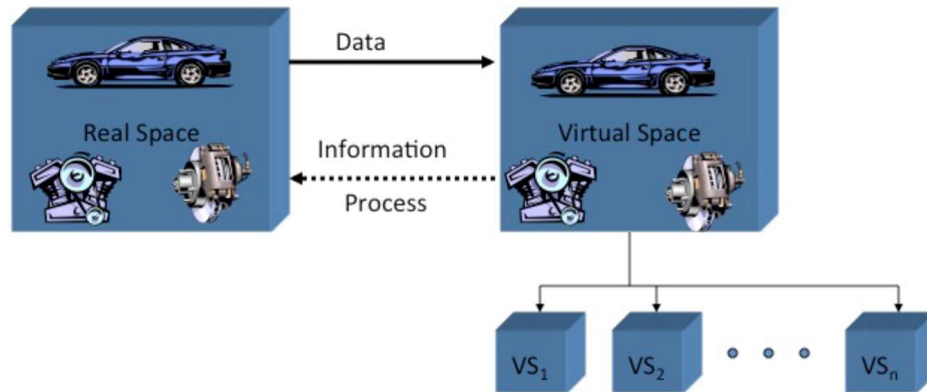 Data
Real Space
Virtual Space
Information
Process
VS₁
VS₂
VSₙ